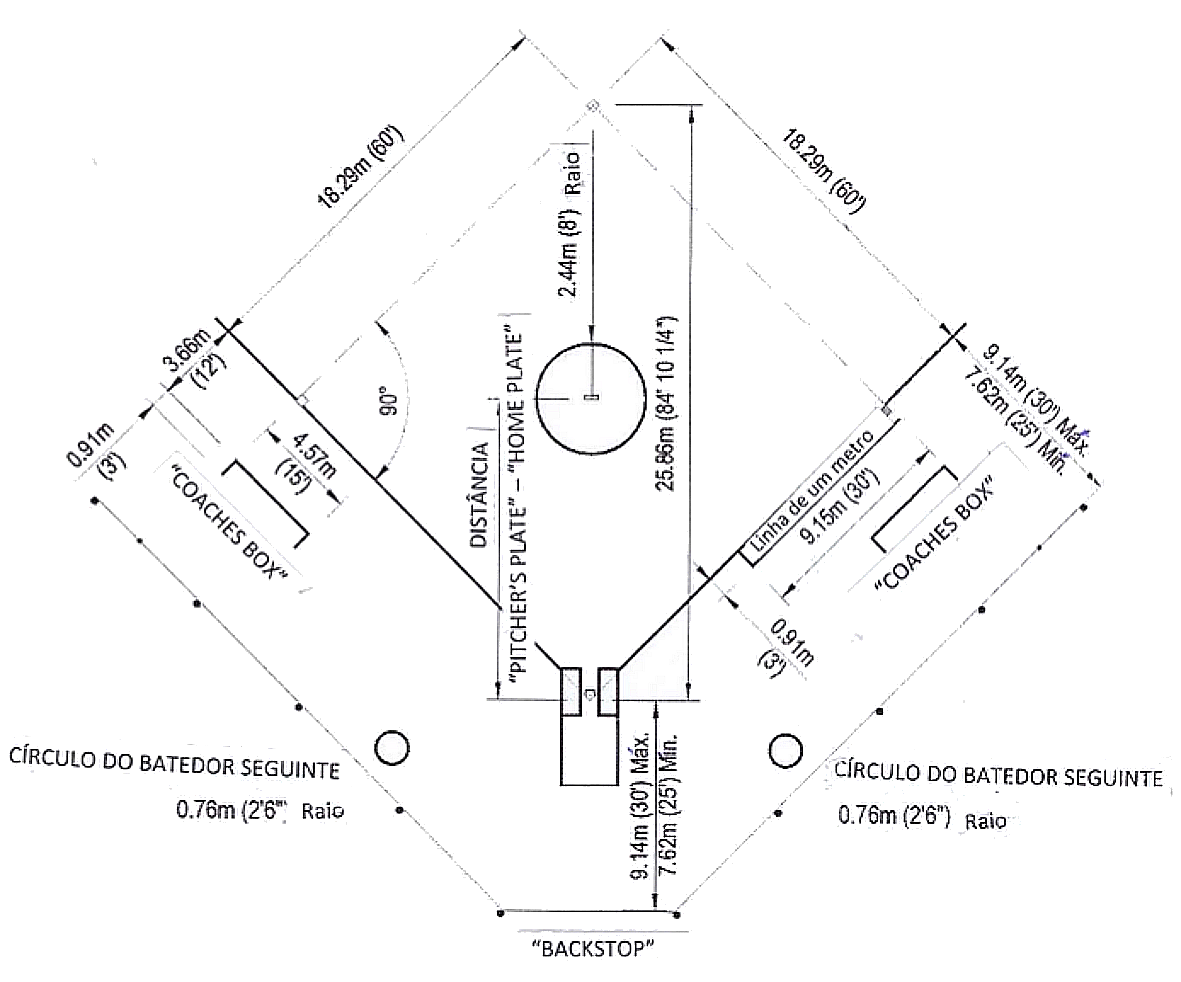 18.29m (60')
18.29m (60')
2.44m (8') Raio
25.86m (84' 10 1/4")
3.66m
(12')
0.91m
(3')
"COACHES BOX"
4.57m
(15')
90°
DISTÂNCIA
"PITCHER'S PLATE" – "HOME PLATE"
9.14m (30') Máx.
7.62m (25') Mín.
Linha de um metro
9.15m (30')
"COACHES BOX"
0.91m
(3')
CÍRCULO DO BATEDOR SEGUINTE
0.76m (2'6") Raio
9.14m (30') Máx.
7.62m (25') Mín.
CÍRCULO DO BATEDOR SEGUINTE
0.76m (2'6") Raio
"BACKSTOP"